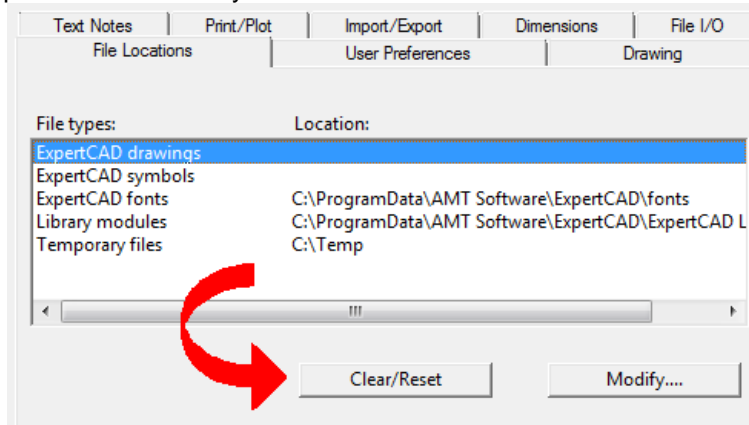 Text Notes Print/Plot Import/Export Dimensions File I/O
File Locations User Preferences Drawing
File types: Location:
ExpertCAD drawings
ExpertCAD symbols
ExpertCAD fonts C:\ProgramData\AMT Software\ExpertCAD\fonts
Library modules C:\ProgramData\AMT Software\ExpertCAD\ExpertCAD L
Temporary files C:\Temp
Clear/Reset Modify....